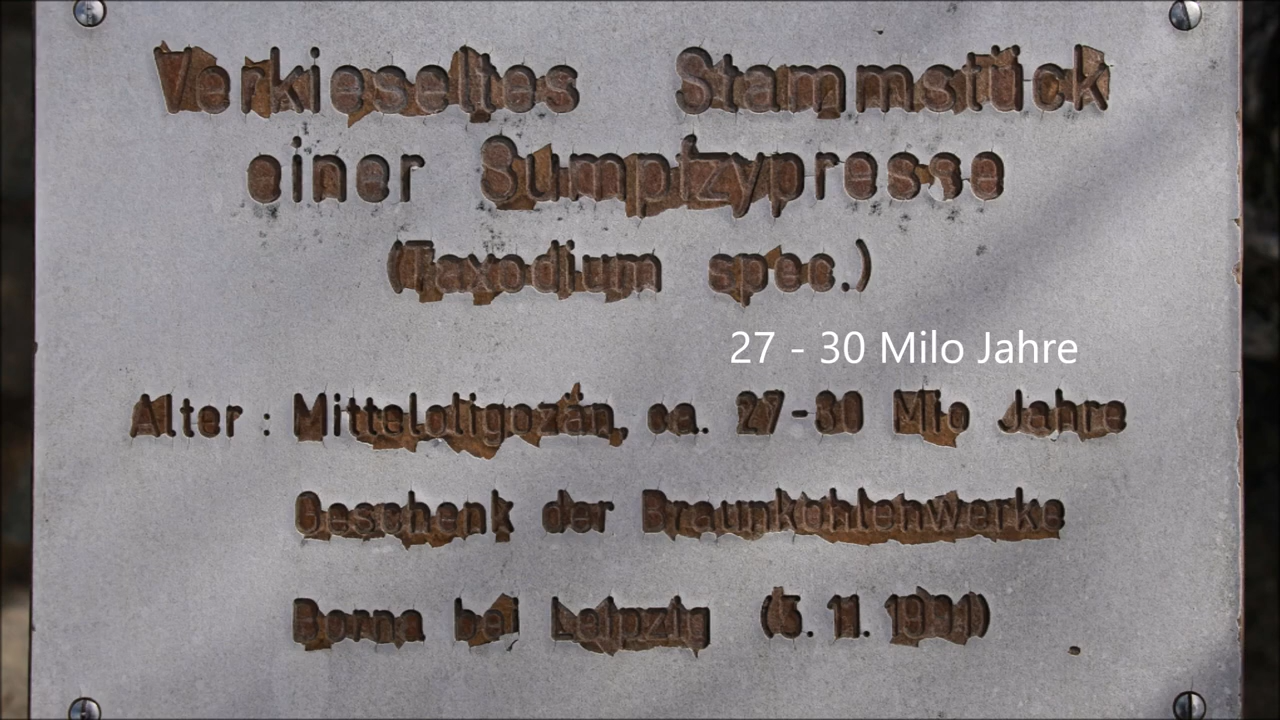 Verkieseltes Stammstück
einer Sumpfzypresse
(Taxodium spec.)
27 - 30 Milo Jahre
Alter : Mitteloligozän, ca. 27-30 Mio Jahre
Geschenk der Braunkohlenwerke
Borna bei Leipzig